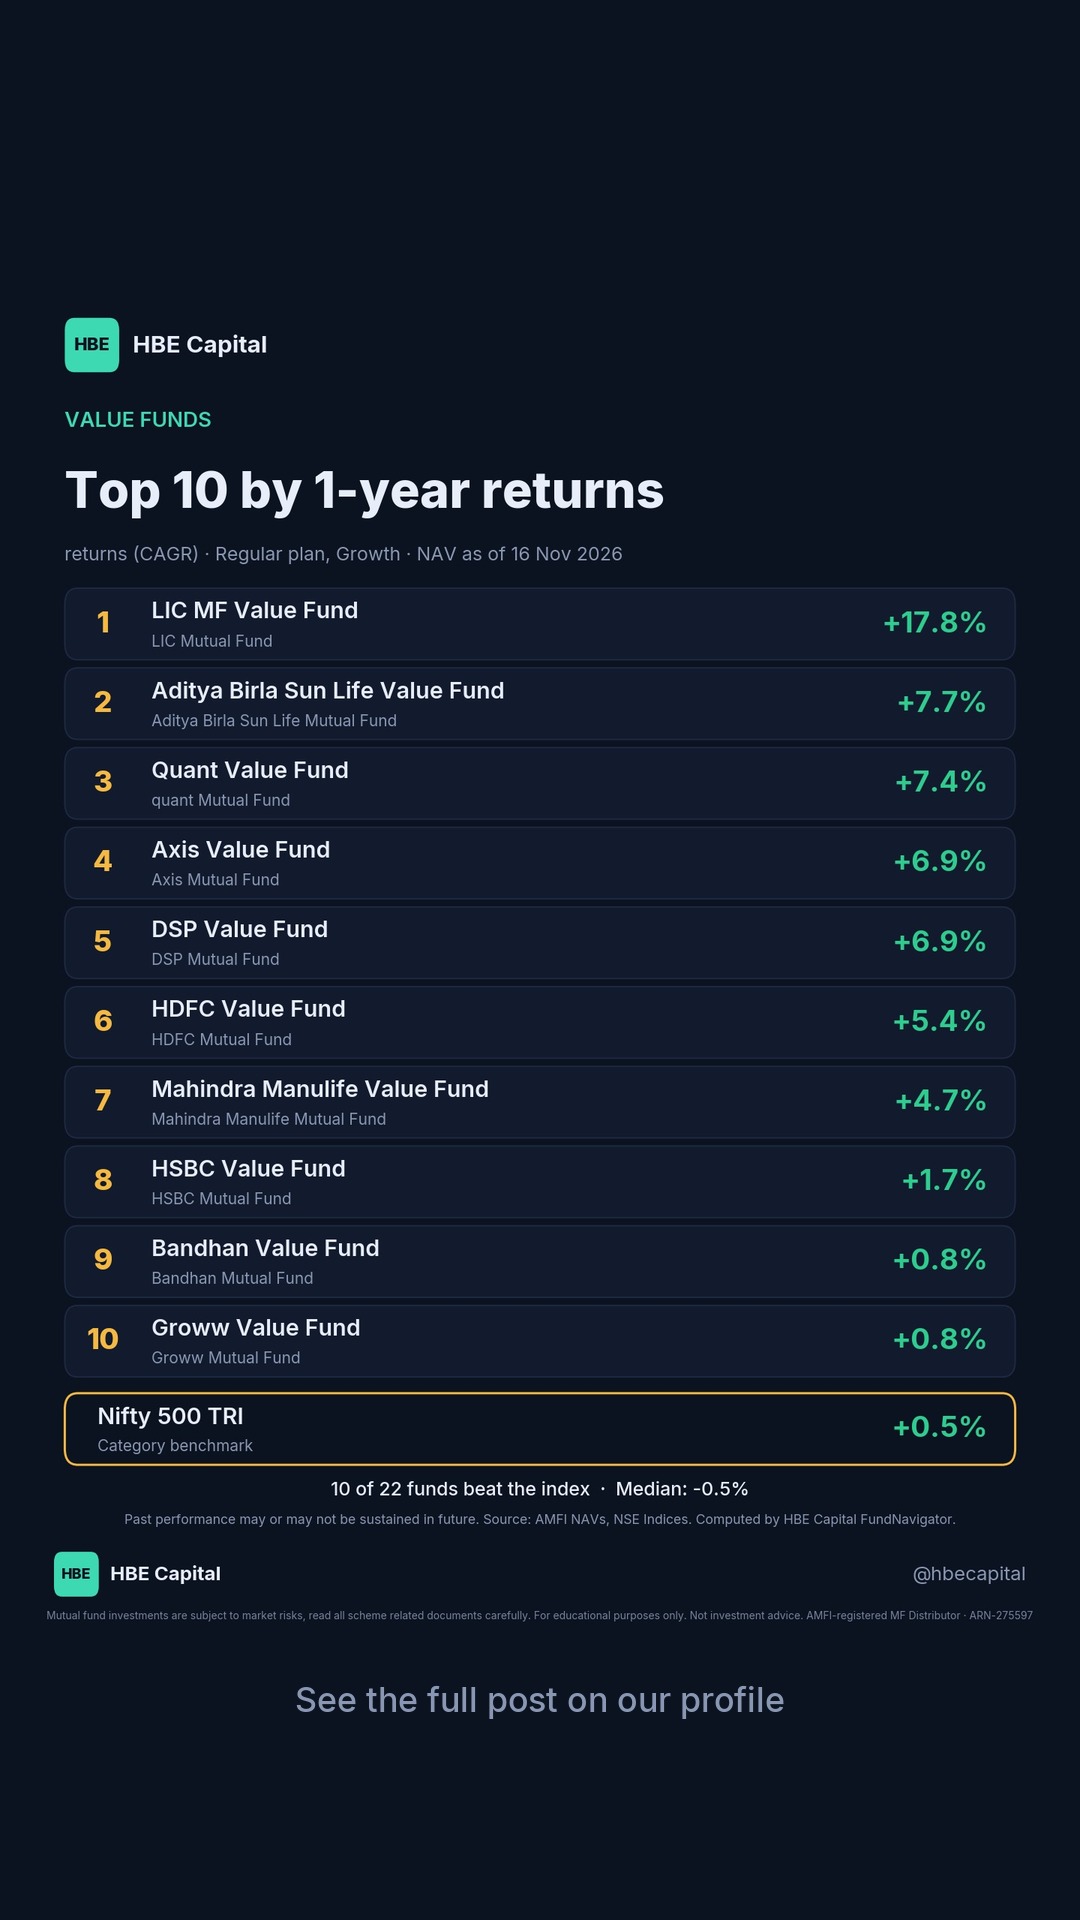 HBE HBE Capital
VALUE FUNDS
Top 10 by 1-year returns
returns (CAGR) · Regular plan, Growth · NAV as of 16 Nov 2026
1 LIC MF Value Fund +17.8%
LIC Mutual Fund
2 Aditya Birla Sun Life Value Fund +7.7%
Aditya Birla Sun Life Mutual Fund
3 Quant Value Fund +7.4%
quant Mutual Fund
4 Axis Value Fund +6.9%
Axis Mutual Fund
5 DSP Value Fund +6.9%
DSP Mutual Fund
6 HDFC Value Fund +5.4%
HDFC Mutual Fund
7 Mahindra Manulife Value Fund +4.7%
Mahindra Manulife Mutual Fund
8 HSBC Value Fund +1.7%
HSBC Mutual Fund
9 Bandhan Value Fund +0.8%
Bandhan Mutual Fund
10 Groww Value Fund +0.8%
Groww Mutual Fund
Nifty 500 TRI +0.5%
Category benchmark
10 of 22 funds beat the index · Median: -0.5%
Past performance may or may not be sustained in future. Source: AMFI NAVs, NSE Indices. Computed by HBE Capital FundNavigator.
HBE HBE Capital @hbecapital
Mutual fund investments are subject to market risks, read all scheme related documents carefully. For educational purposes only. Not investment advice. AMFI-registered MF Distributor · ARN-275597
See the full post on our profile